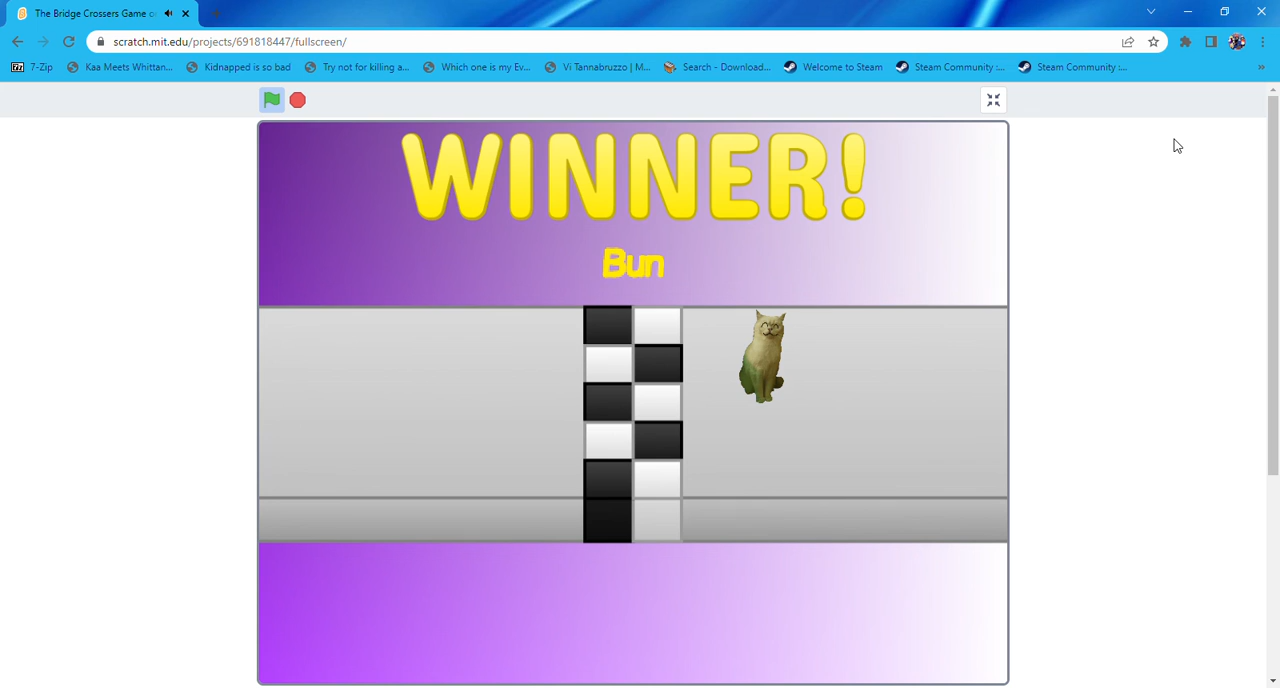 The Bridge Crossers Game c
scratch.mit.edu/projects/691818447/fullscreen/
7-Zip
Kaa Meets Whittan...
Kidnapped is so bad
Try not for killing a...
Which one is my Ev...
Vi Tannabruzzo | M...
Search - Download...
Welcome to Steam
Steam Community :...
Steam Community :...
WINNER!
Bun